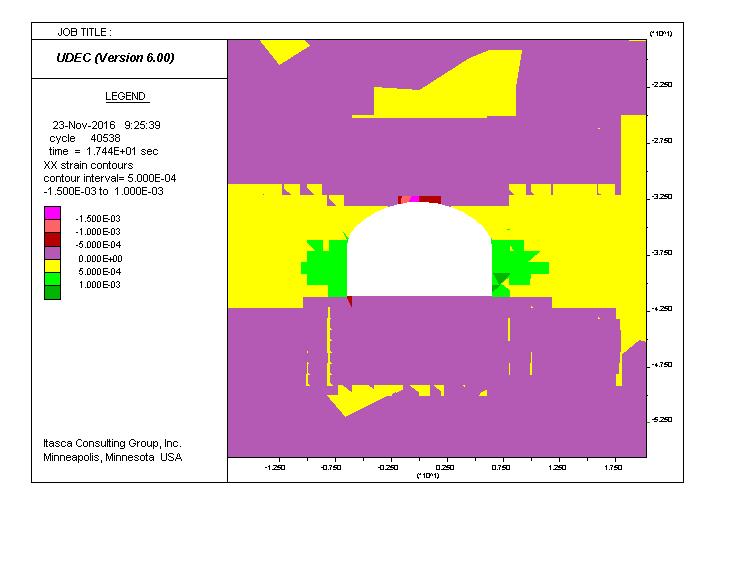 JOB TITLE :
UDEC (Version 6.00)
LEGEND
23-Nov-2016 9:25:39
cycle 40538
time = 1.744E+01 sec
XX strain contours
contour interval= 5.000E-04
-1.500E-03 to 1.000E-03
-1.500E-03
-1.000E-03
-5.000E-04
0.000E+00
5.000E-04
1.000E-03
Itasca Consulting Group, Inc.
Minneapolis, Minnesota USA
(*10^1)
-2.250
-2.750
-3.250
-3.750
-4.250
-4.750
-5.250
-1.250 -0.750 -0.250 0.250 0.750 1.250 1.750
(*10^1)